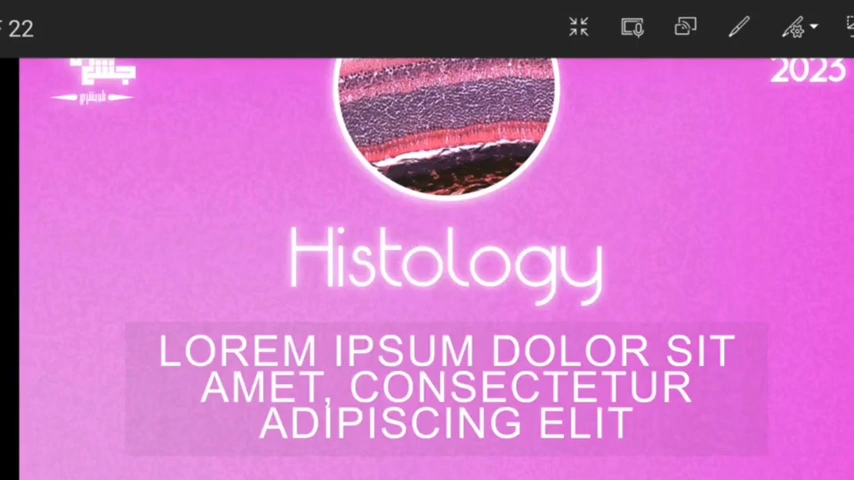 22
2023
Histology
LOREM IPSUM DOLOR SIT
AMET, CONSECTETUR
ADIPISCING ELIT